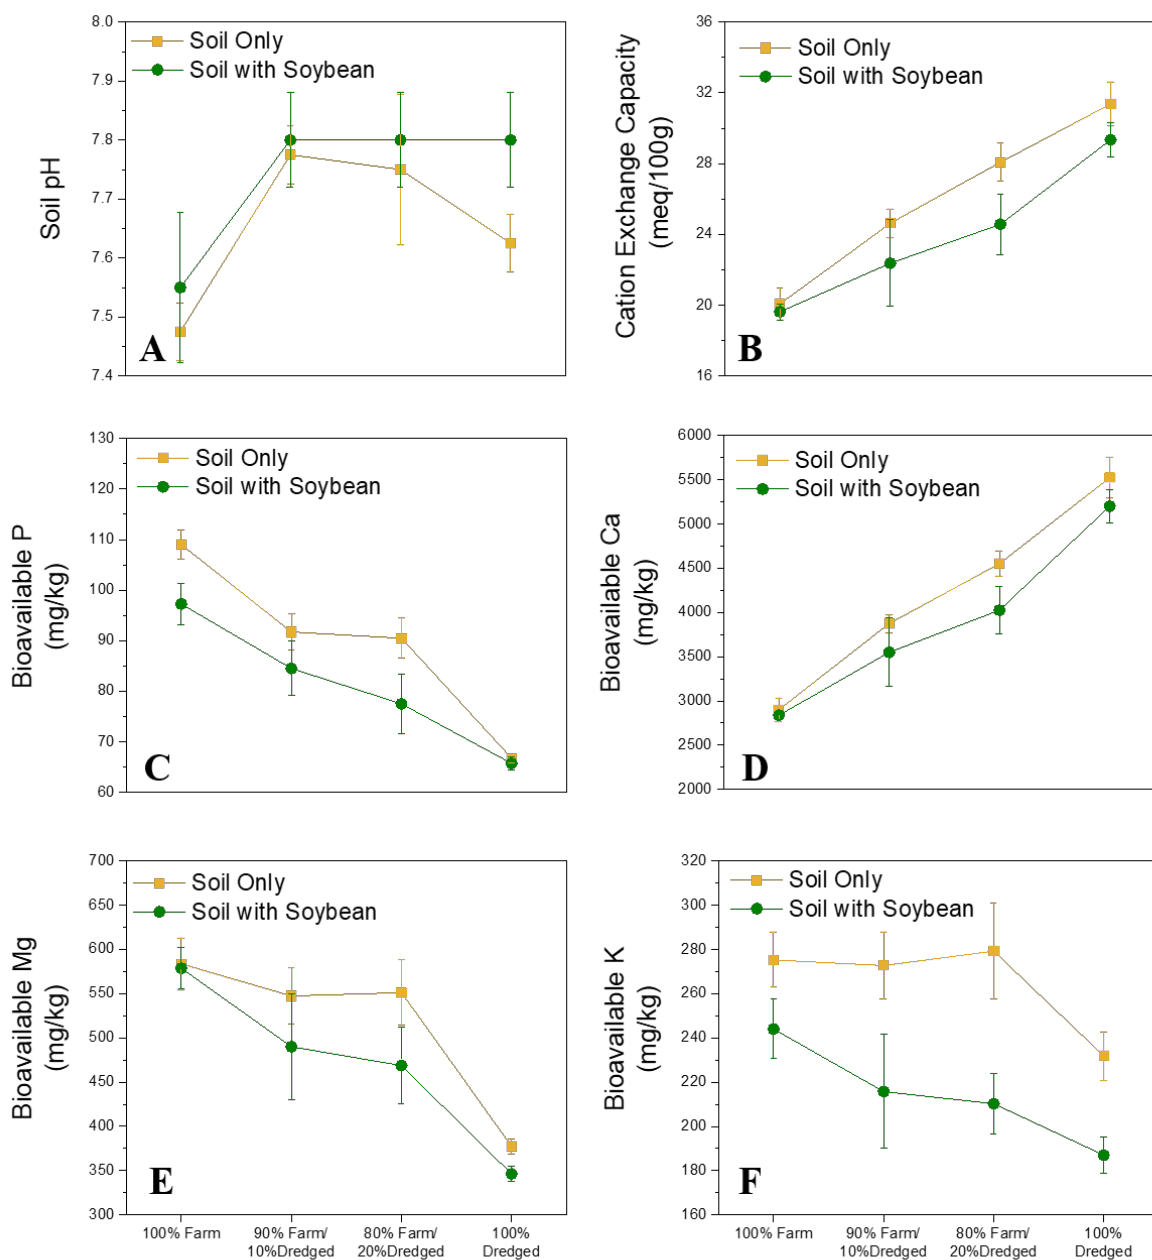 Soil pH
8.0
7.9
7.8
7.7
7.6
7.5
7.4
Soil Only
Soil with Soybean
A
Cation Exchange Capacity
(meq/100g)
36
32
28
24
20
16
Soil Only
Soil with Soybean
B
Bioavailable P
(mg/kg)
130
120
110
100
90
80
70
60
Soil Only
Soil with Soybean
C
Bioavailable Ca
(mg/kg)
6000
5500
5000
4500
4000
3500
3000
2500
2000
Soil Only
Soil with Soybean
D
Bioavailable Mg
(mg/kg)
700
650
600
550
500
450
400
350
300
Soil Only
Soil with Soybean
E
100% Farm
90% Farm/
10%Dredged
80% Farm/
20%Dredged
100%
Dredged
Bioavailable K
(mg/kg)
320
300
280
260
240
220
200
180
160
Soil Only
Soil with Soybean
F
100% Farm
90% Farm/
10%Dredged
80% Farm/
20%Dredged
100%
Dredged